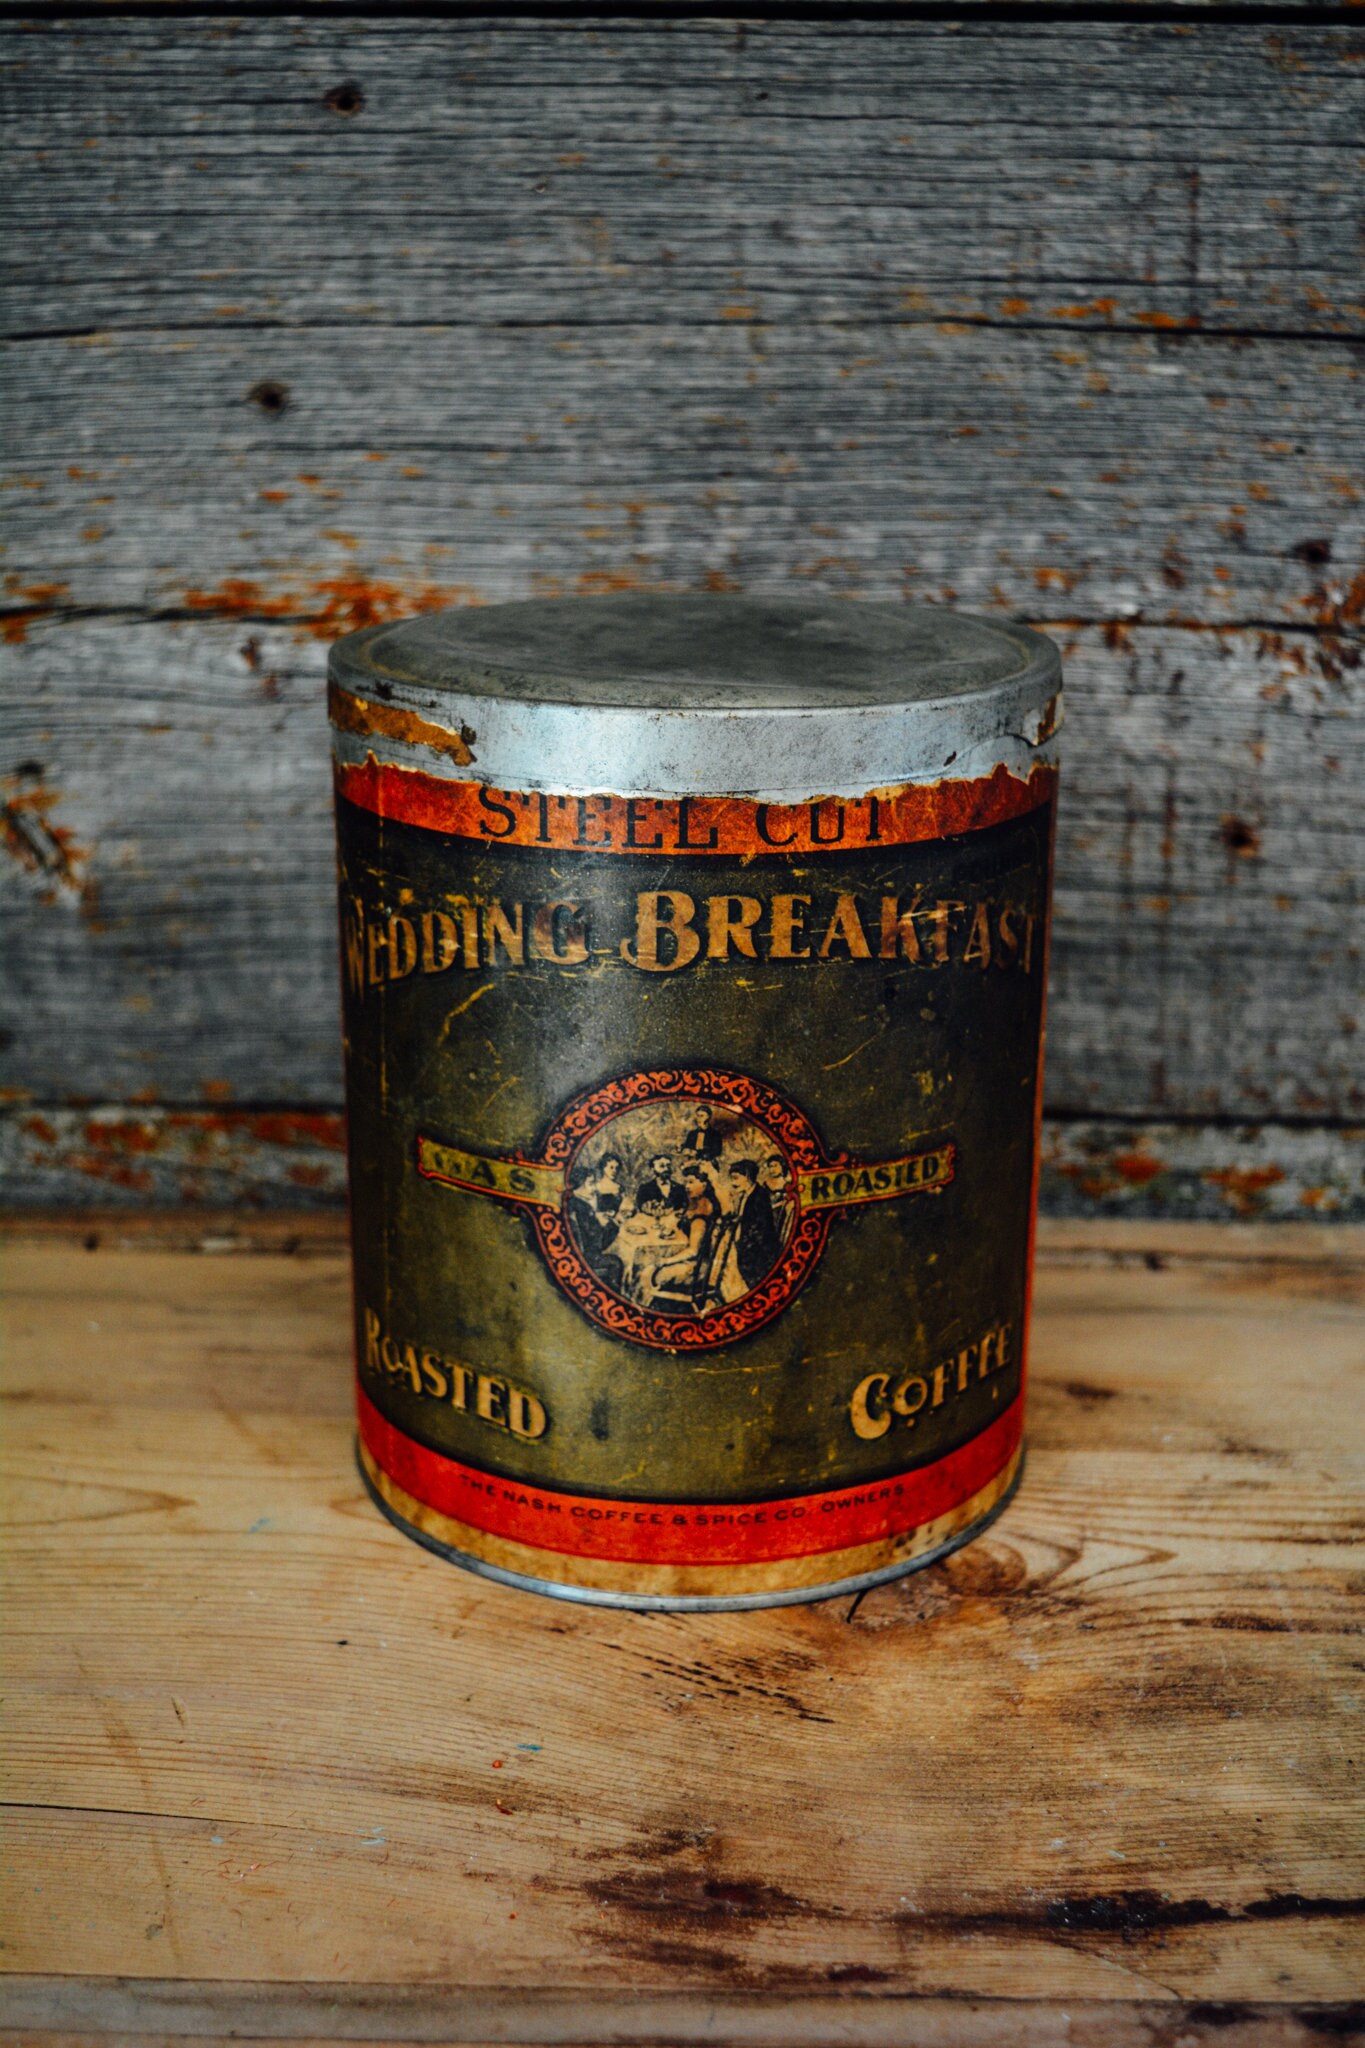 STEEL CUT
WEDDING BREAKFAST
GAS ROASTED
ROASTED COFFEE
THE NASH COFFEE & SPICE CO. OWNERS